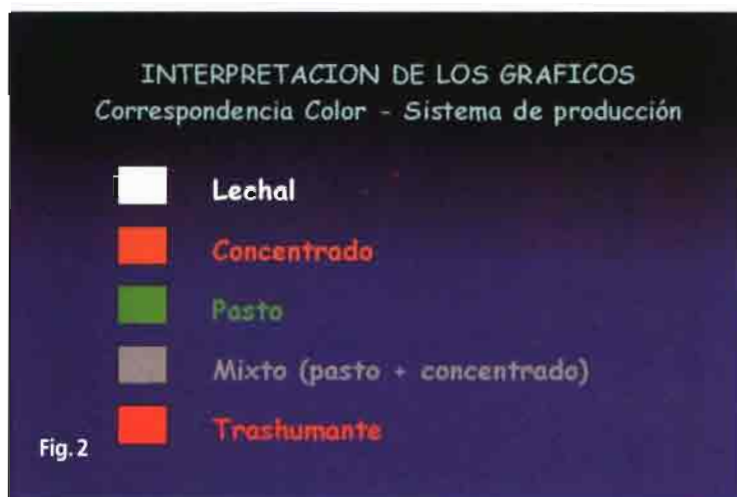 INTERPRETACION DE LOS GRAFICOS
Correspondencia Color - Sistema de producción
Lechal
Concentrado
Pasto
Mixto (pasto + concentrado)
Trashumante
Fig. 2